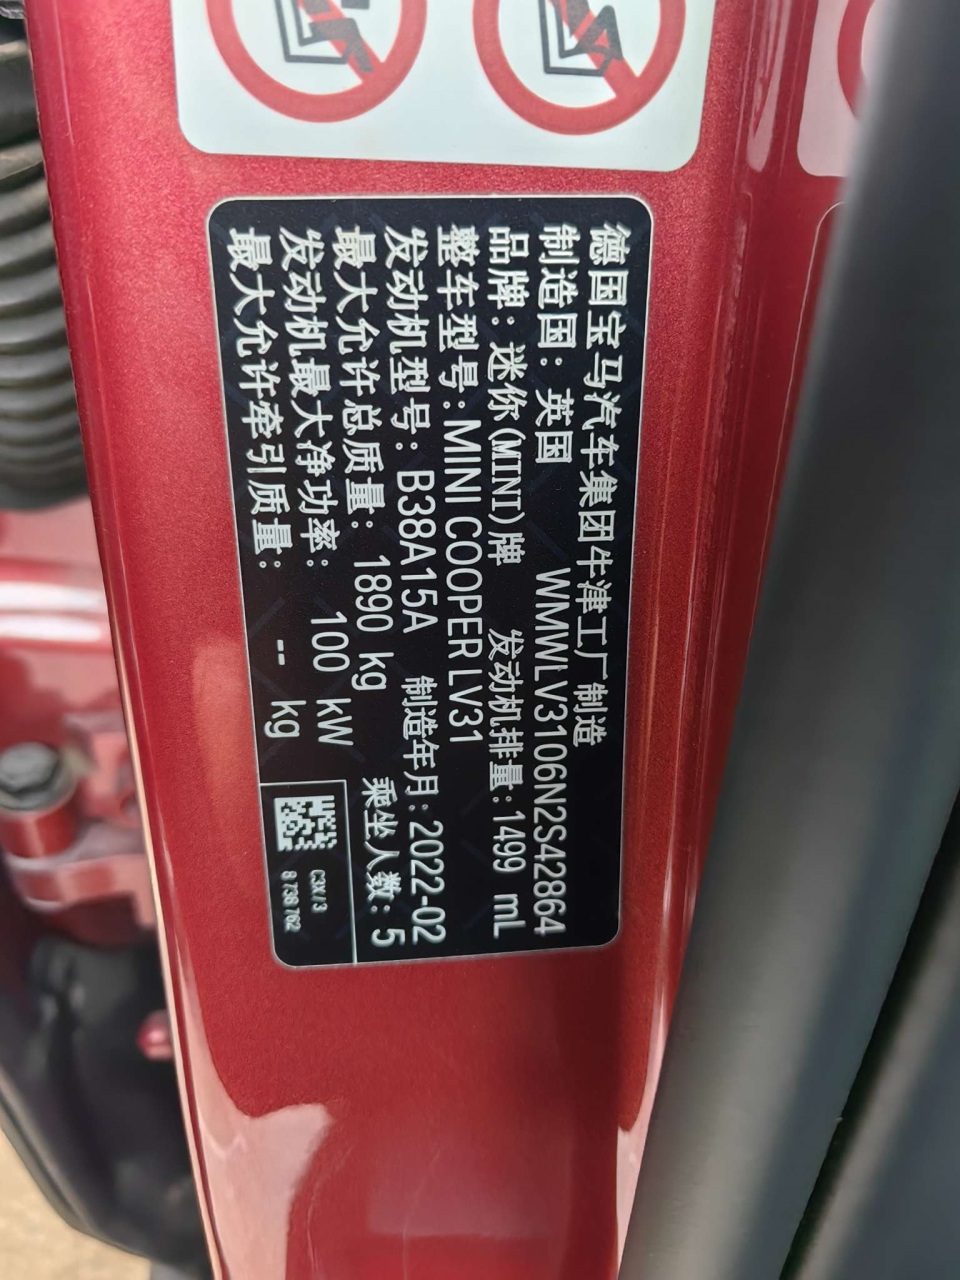 德国宝马汽车集团牛津工厂制造
制造国：英国 WMWLV3106N2S42864
品牌：迷你(MINI)牌 发动机排量：1499 mL
整车型号：MINI COOPER LV31
发动机型号：B38A15A 制造年月：2022-02
最大允许总质量：1890 kg 乘坐人数：5
发动机最大净功率：100 kW
最大允许牵引质量：-- kg
C3X/3
8 736 762